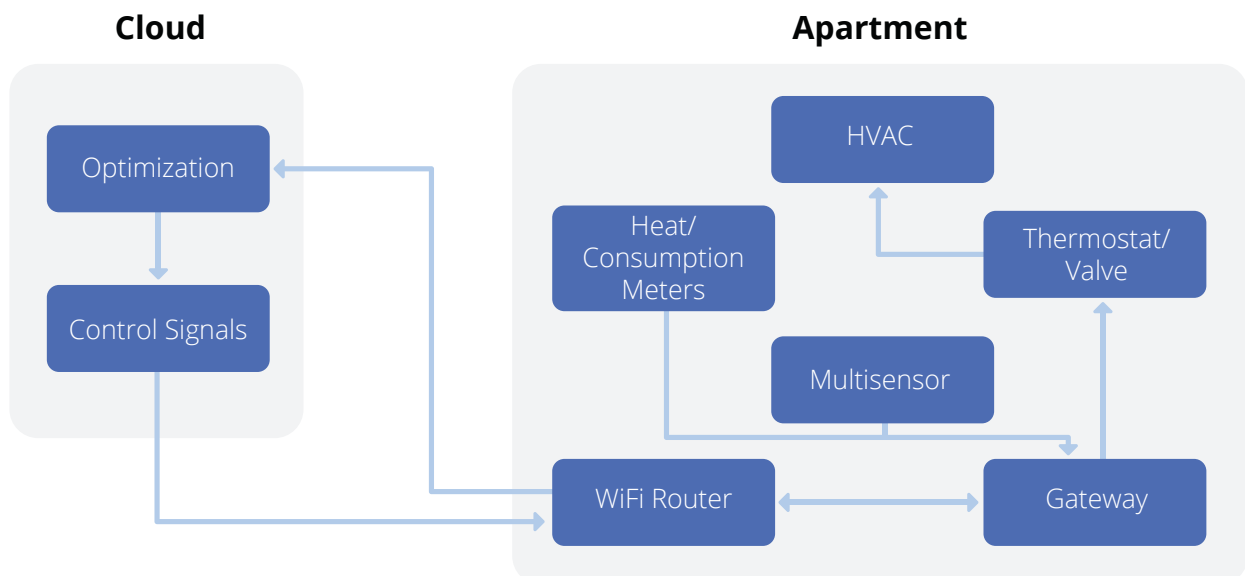 Cloud
Apartment
Optimization
Control Signals
HVAC
Heat/
Consumption
Meters
Thermostat/
Valve
Multisensor
WiFi Router
Gateway